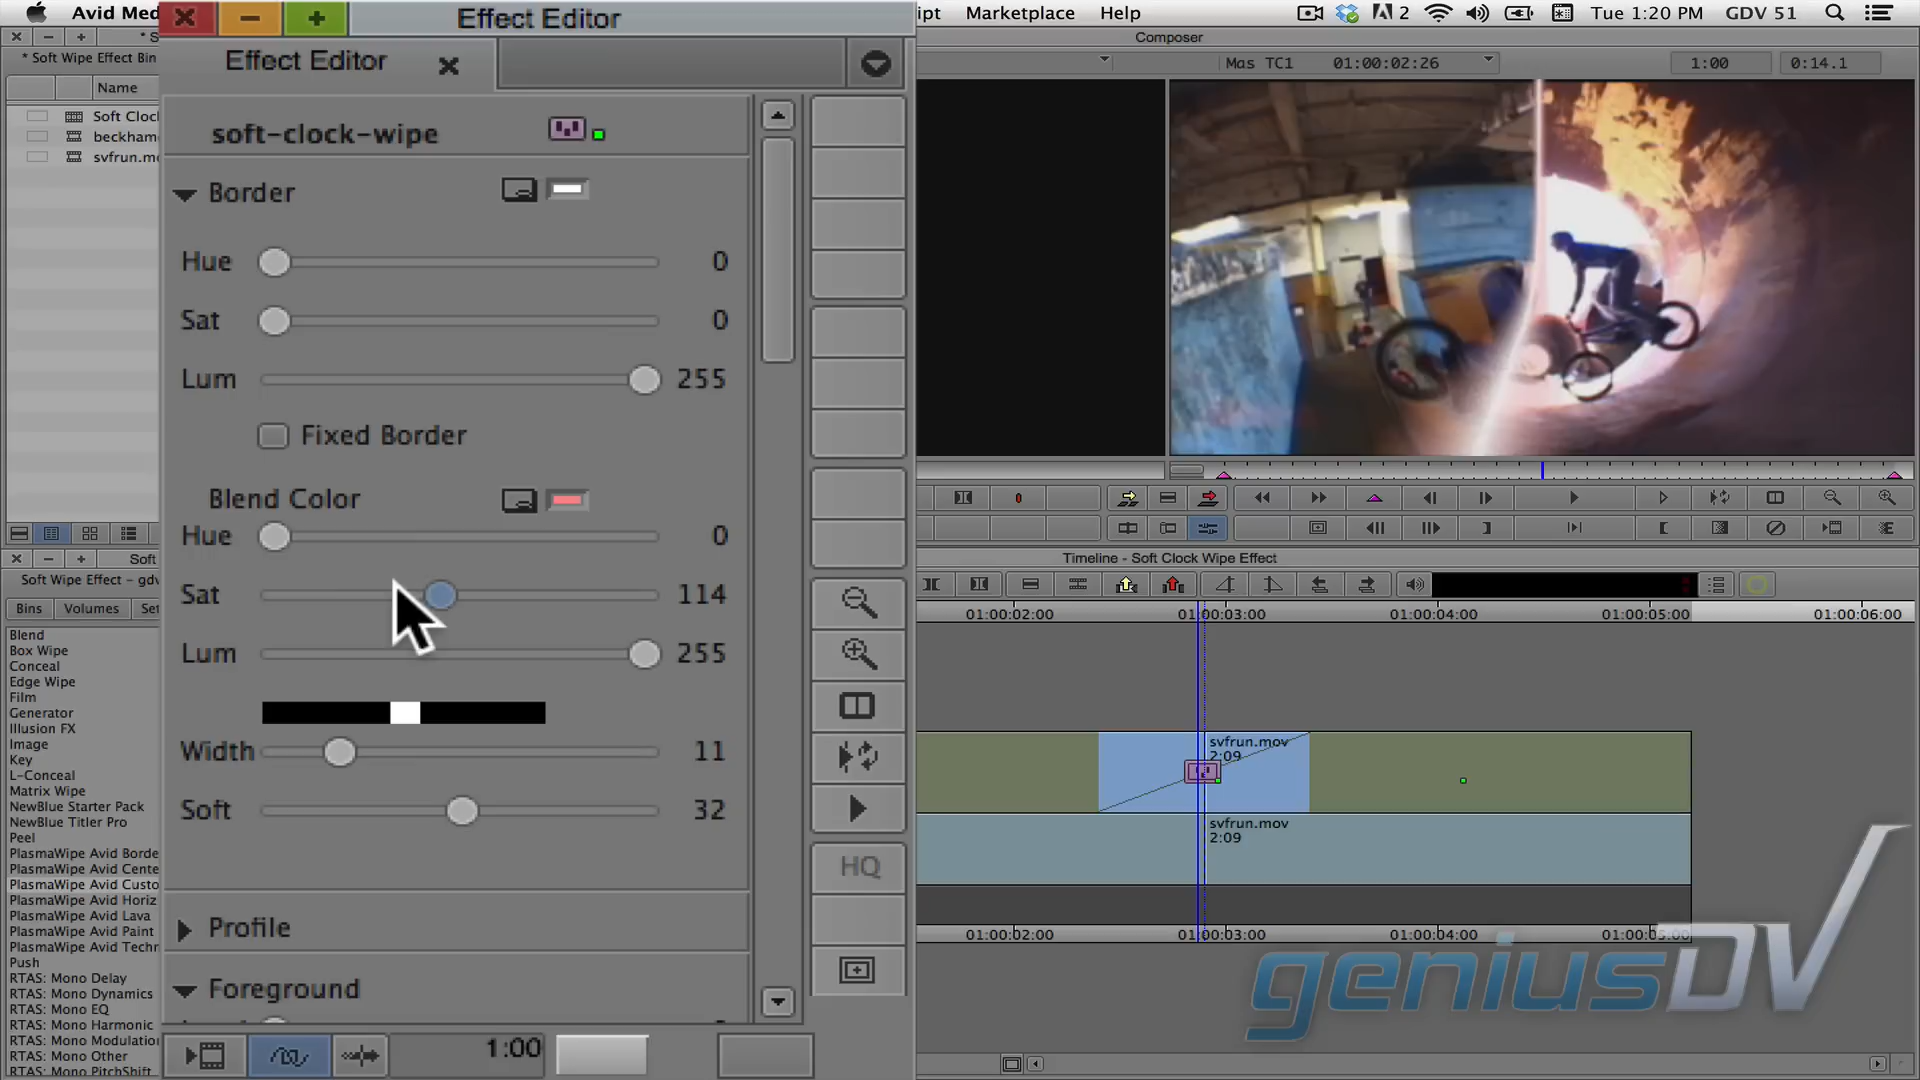 Avid Med
Effect Editor
ipt
Marketplace
Help
2
Tue 1:20 PM
GDV 51
* S
Composer
* Soft Wipe Effect Bin
Effect Editor
Mas TC1
01:00:02:26
1:00
0:14.1
Name
Soft Cloc
beckham
svfrun.m
soft-clock-wipe
Border
Hue 0
Sat 0
Lum 255
Fixed Border
Blend Color
Hue 0
Sat 114
Lum 255
Width 11
Soft 32
Profile
Foreground
HQ
1:00
Soft
Soft Wipe Effect - gdv
Bins
Volumes
Set
Blend
Box Wipe
Conceal
Edge Wipe
Film
Generator
Illusion FX
Image
Key
L-Conceal
Matrix Wipe
NewBlue Starter Pack
NewBlue Titler Pro
Peel
PlasmaWipe Avid Borde
PlasmaWipe Avid Cente
PlasmaWipe Avid Custo
PlasmaWipe Avid Horiz
PlasmaWipe Avid Lava
PlasmaWipe Avid Paint
PlasmaWipe Avid Techn
Push
RTAS: Mono Delay
RTAS: Mono Dynamics
RTAS: Mono EQ
RTAS: Mono Harmonic
RTAS: Mono Modulation
RTAS: Mono Other
RTAS: Mono PitchShift
Timeline - Soft Clock Wipe Effect
01:00:02:00
01:00:03:00
01:00:04:00
01:00:05:00
01:00:06:00
svfrun.mov
2:09
svfrun.mov
2:09
01:00:02:00
01:00:03:00
01:00:04:00
01:00:05:00
geniusDV